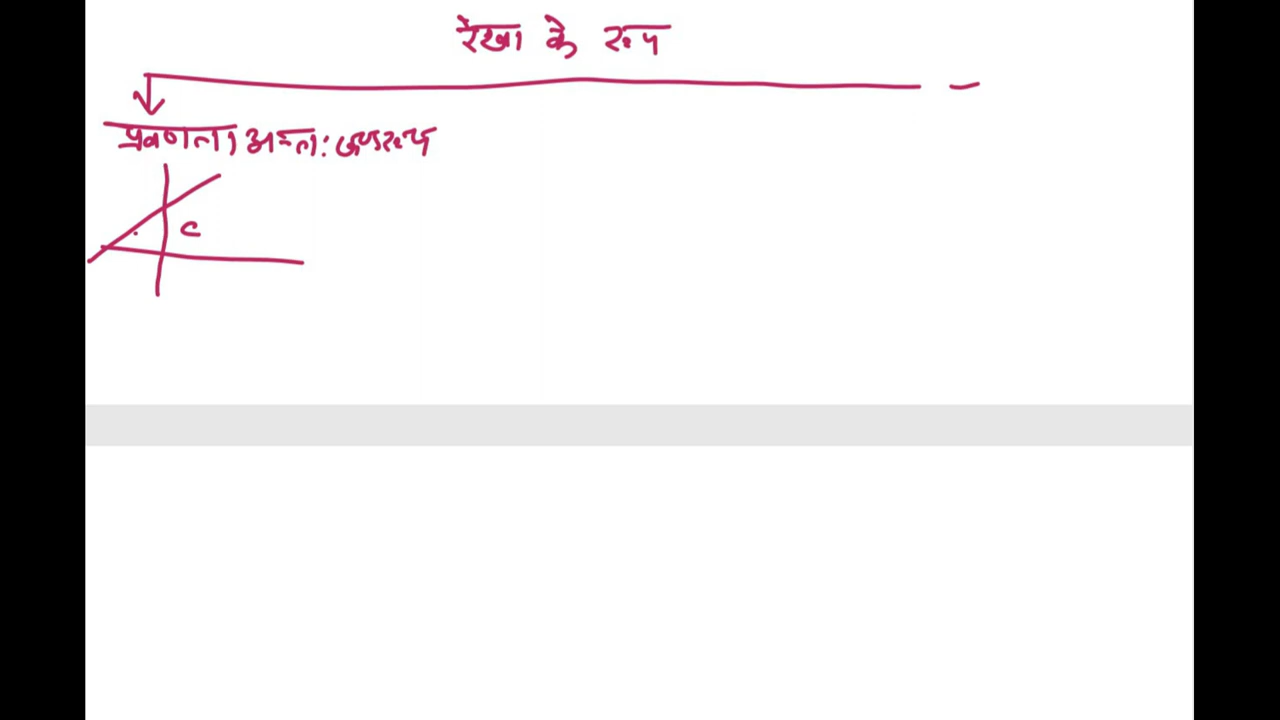 रेखा के रूप
प्रवणता अन्त: खण्ड रूप
c